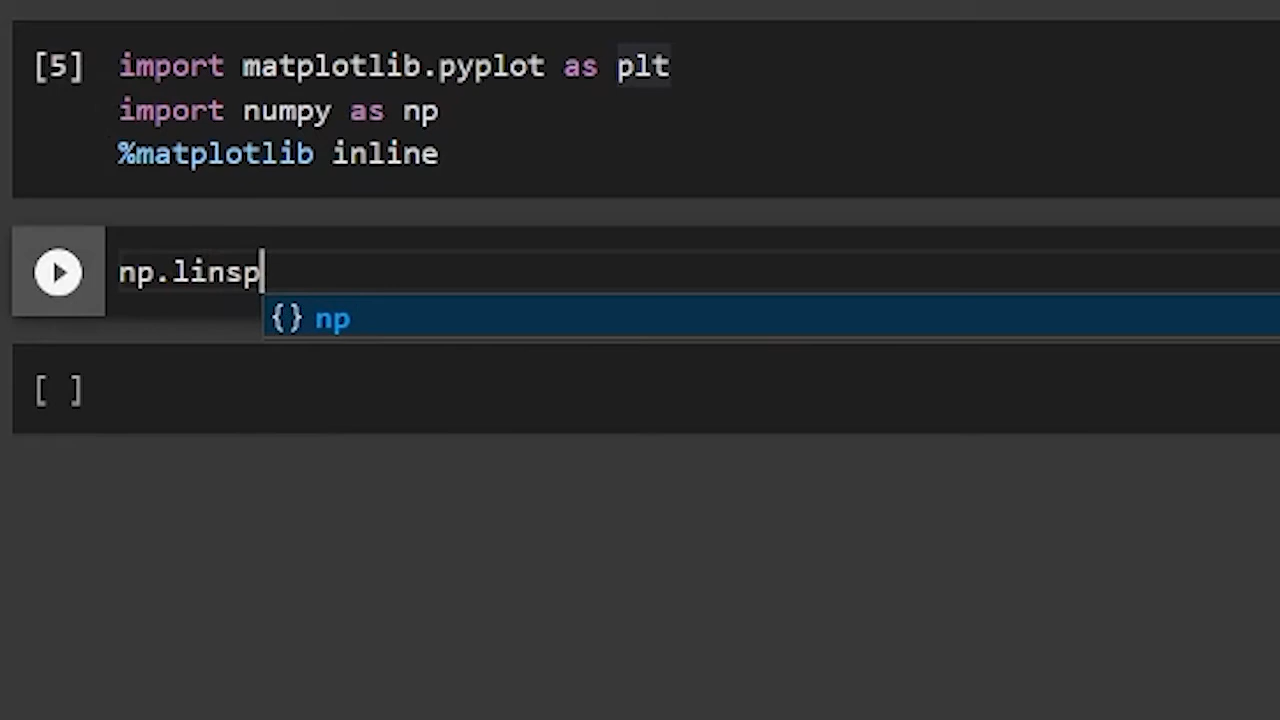 [5] import matplotlib.pyplot as plt
import numpy as np
%matplotlib inline
np.linsp
{} np
[ ]